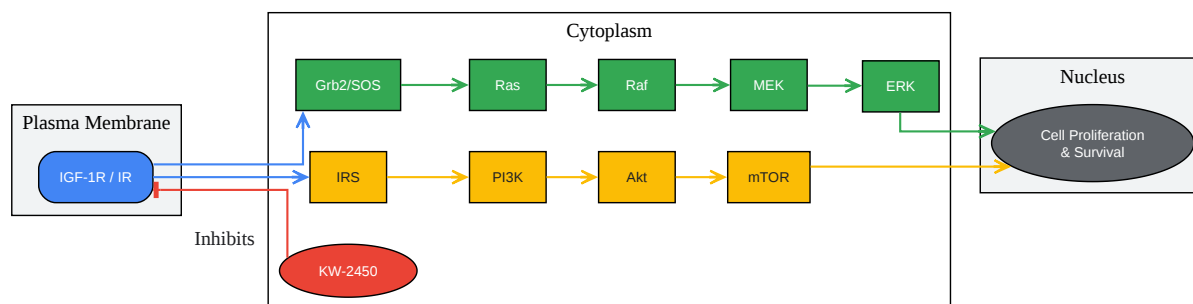 Cytoplasm
Nucleus
Plasma Membrane
Grb2/SOS
Ras
Raf
MEK
ERK
Cell Proliferation
& Survival
IGF-1R / IR
IRS
PI3K
Akt
mTOR
Inhibits
KW-2450